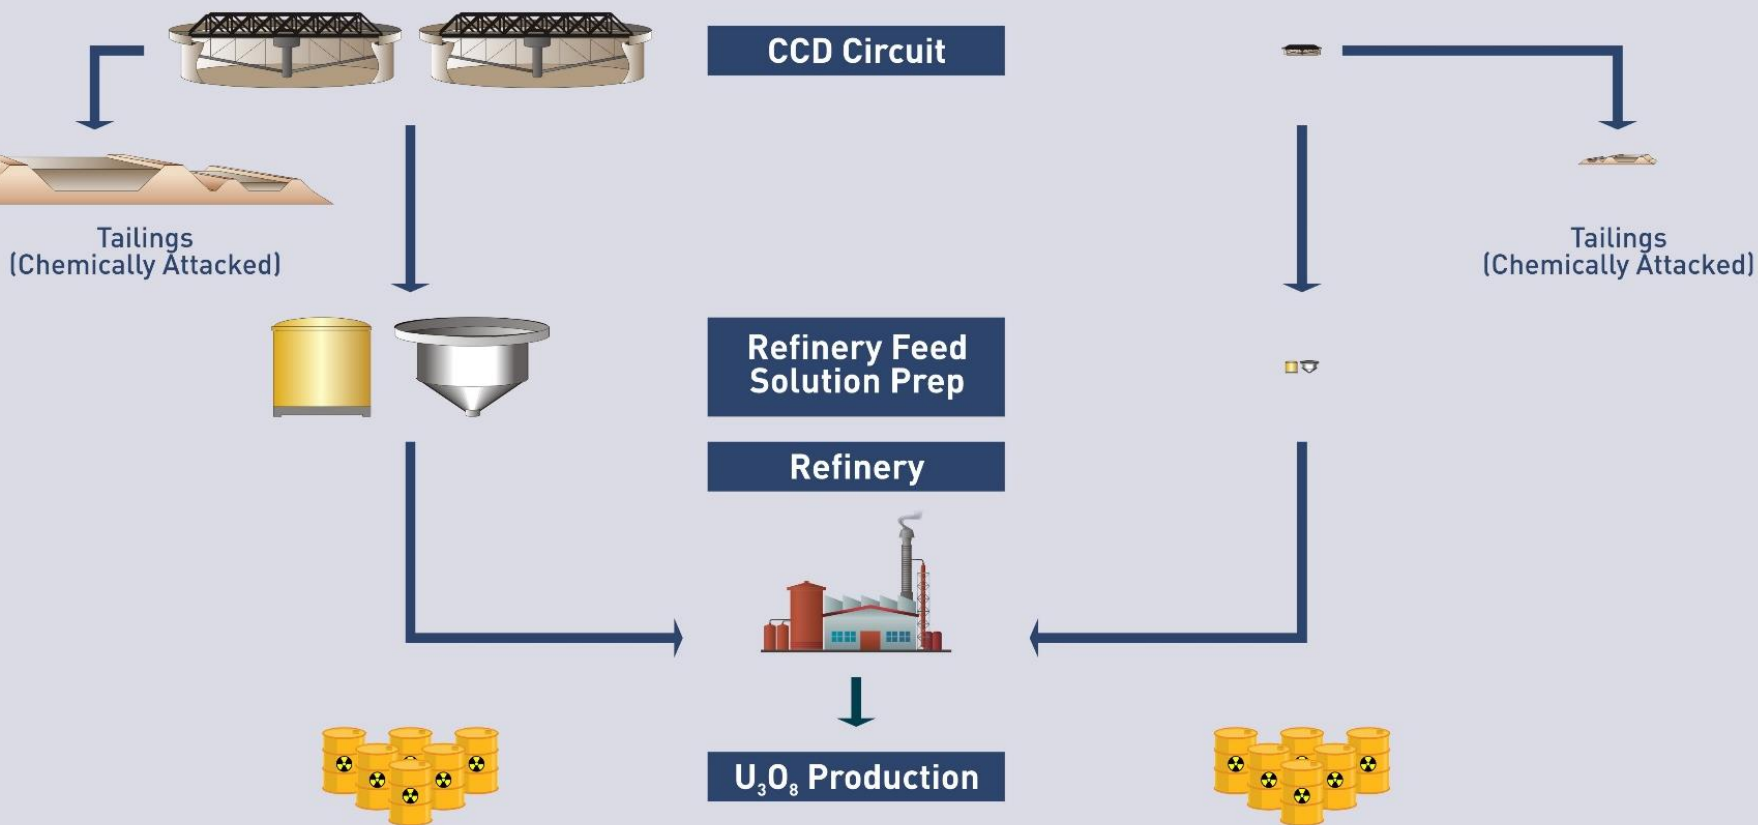 CCD Circuit
Tailings
(Chemically Attacked)
Tailings
(Chemically Attacked)
Refinery Feed
Solution Prep
Refinery
U₃O₈ Production